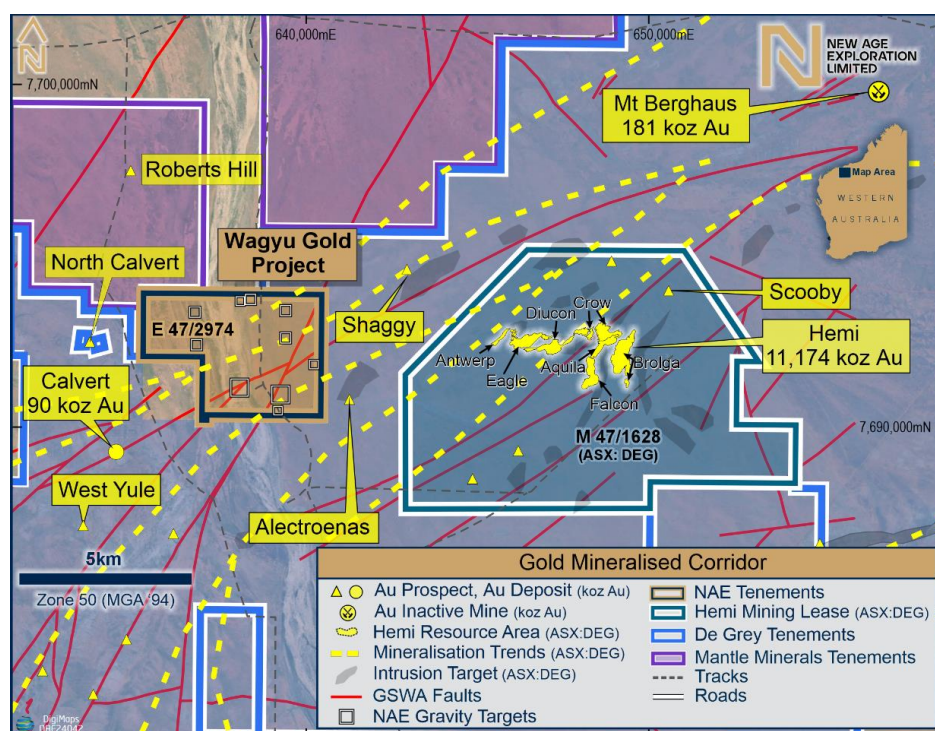 640,000mE
650,000mE
7,700,000mN
N
NEW AGE
EXPLORATION
LIMITED
Mt Berghaus
181 koz Au
Map Area
WESTERN
AUSTRALIA
Roberts Hill
Wagyu Gold
Project
North Calvert
E 47/2974
Shaggy
Scooby
Crow
Diucon
Hemi
11,174 koz Au
Antwerp
Eagle
Aquila
Brolga
Falcon
Calvert
90 koz Au
7,690,000mN
M 47/1628
(ASX: DEG)
West Yule
Alectroenas
5km
Zone 50 (MGA '94)
Gold Mineralised Corridor
Au Prospect, Au Deposit (koz Au)
Au Inactive Mine (koz Au)
Hemi Resource Area (ASX:DEG)
Mineralisation Trends (ASX:DEG)
Intrusion Target (ASX:DEG)
GSWA Faults
NAE Gravity Targets
NAE Tenements
Hemi Mining Lease (ASX:DEG)
De Grey Tenements
Mantle Minerals Tenements
Tracks
Roads
DigiMaps